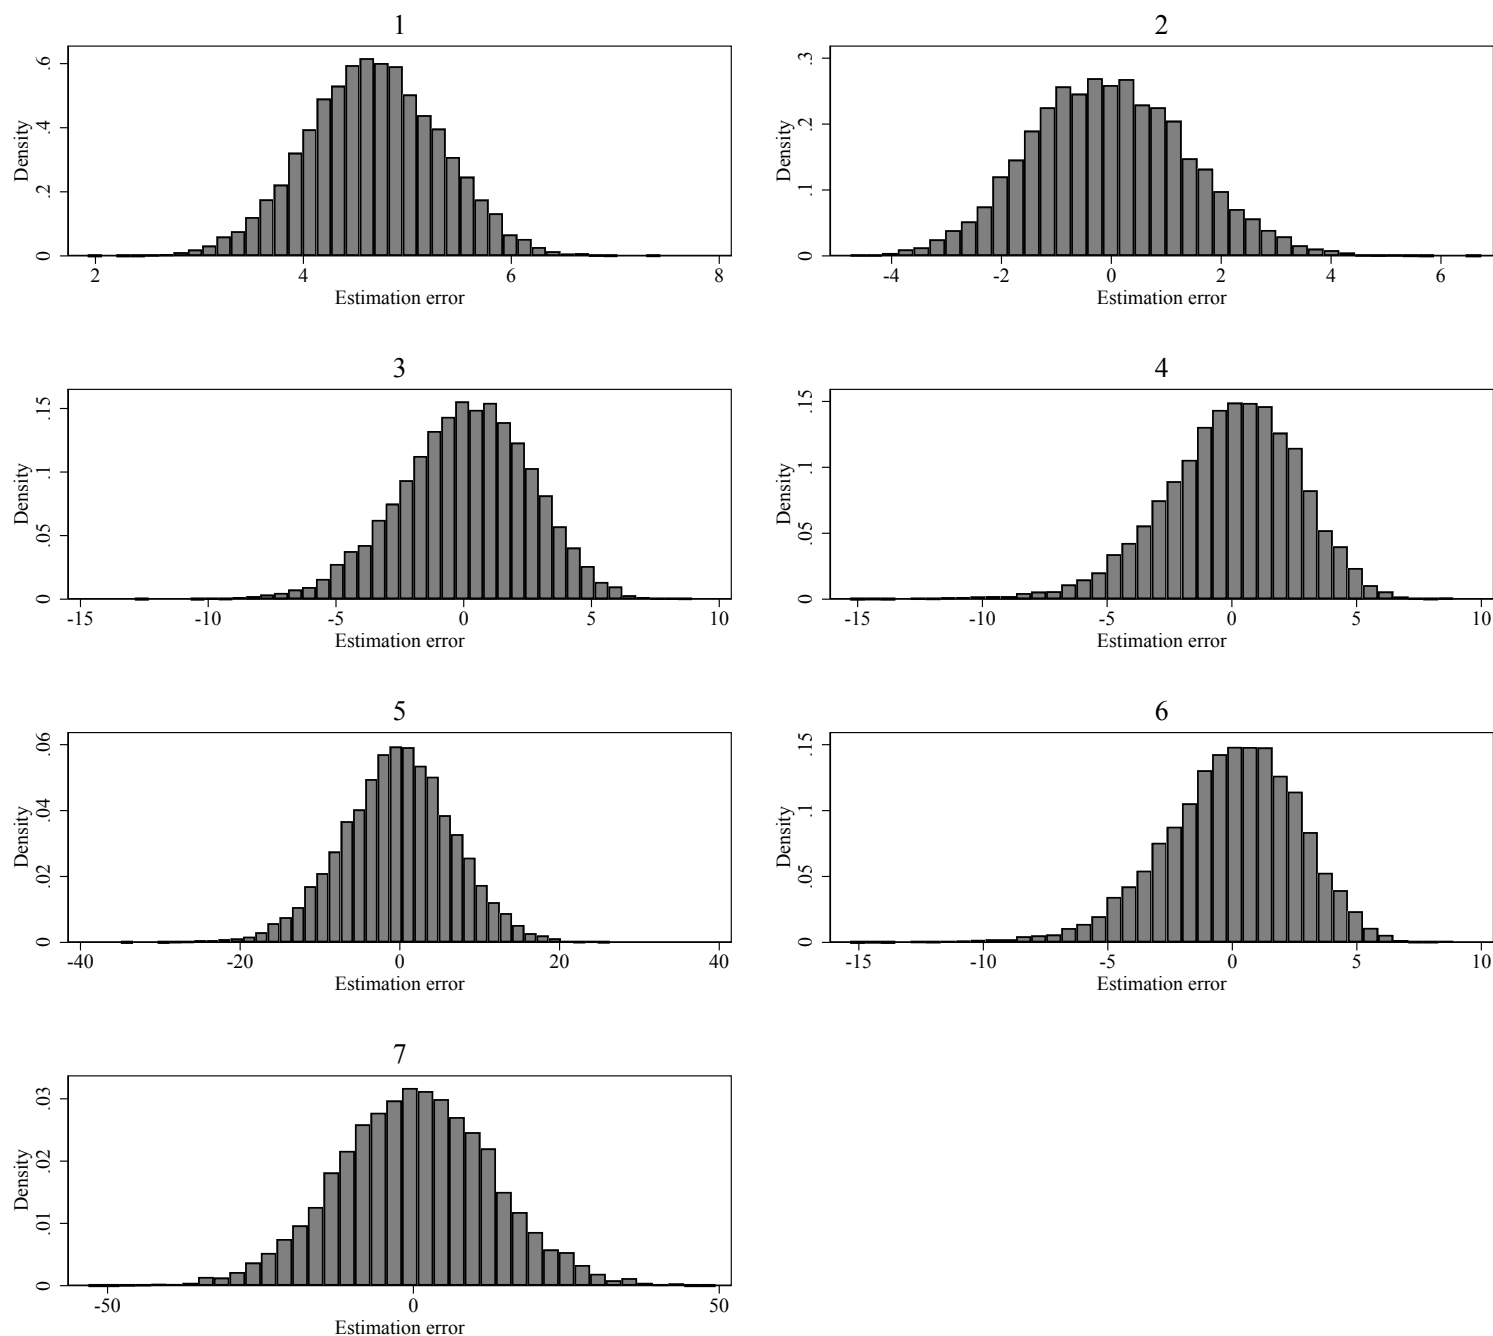 1
Density
0 .2 .4 .6
2 4 6 8
Estimation error
2
Density
0 .1 .2 .3
-4 -2 0 2 4 6
Estimation error
3
Density
0 .05 .1 .15
-15 -10 -5 0 5 10
Estimation error
4
Density
0 .05 .1 .15
-15 -10 -5 0 5 10
Estimation error
5
Density
0 .02 .04 .06
-40 -20 0 20 40
Estimation error
6
Density
0 .05 .1 .15
-15 -10 -5 0 5 10
Estimation error
7
Density
0 .01 .02 .03
-50 0 50
Estimation error